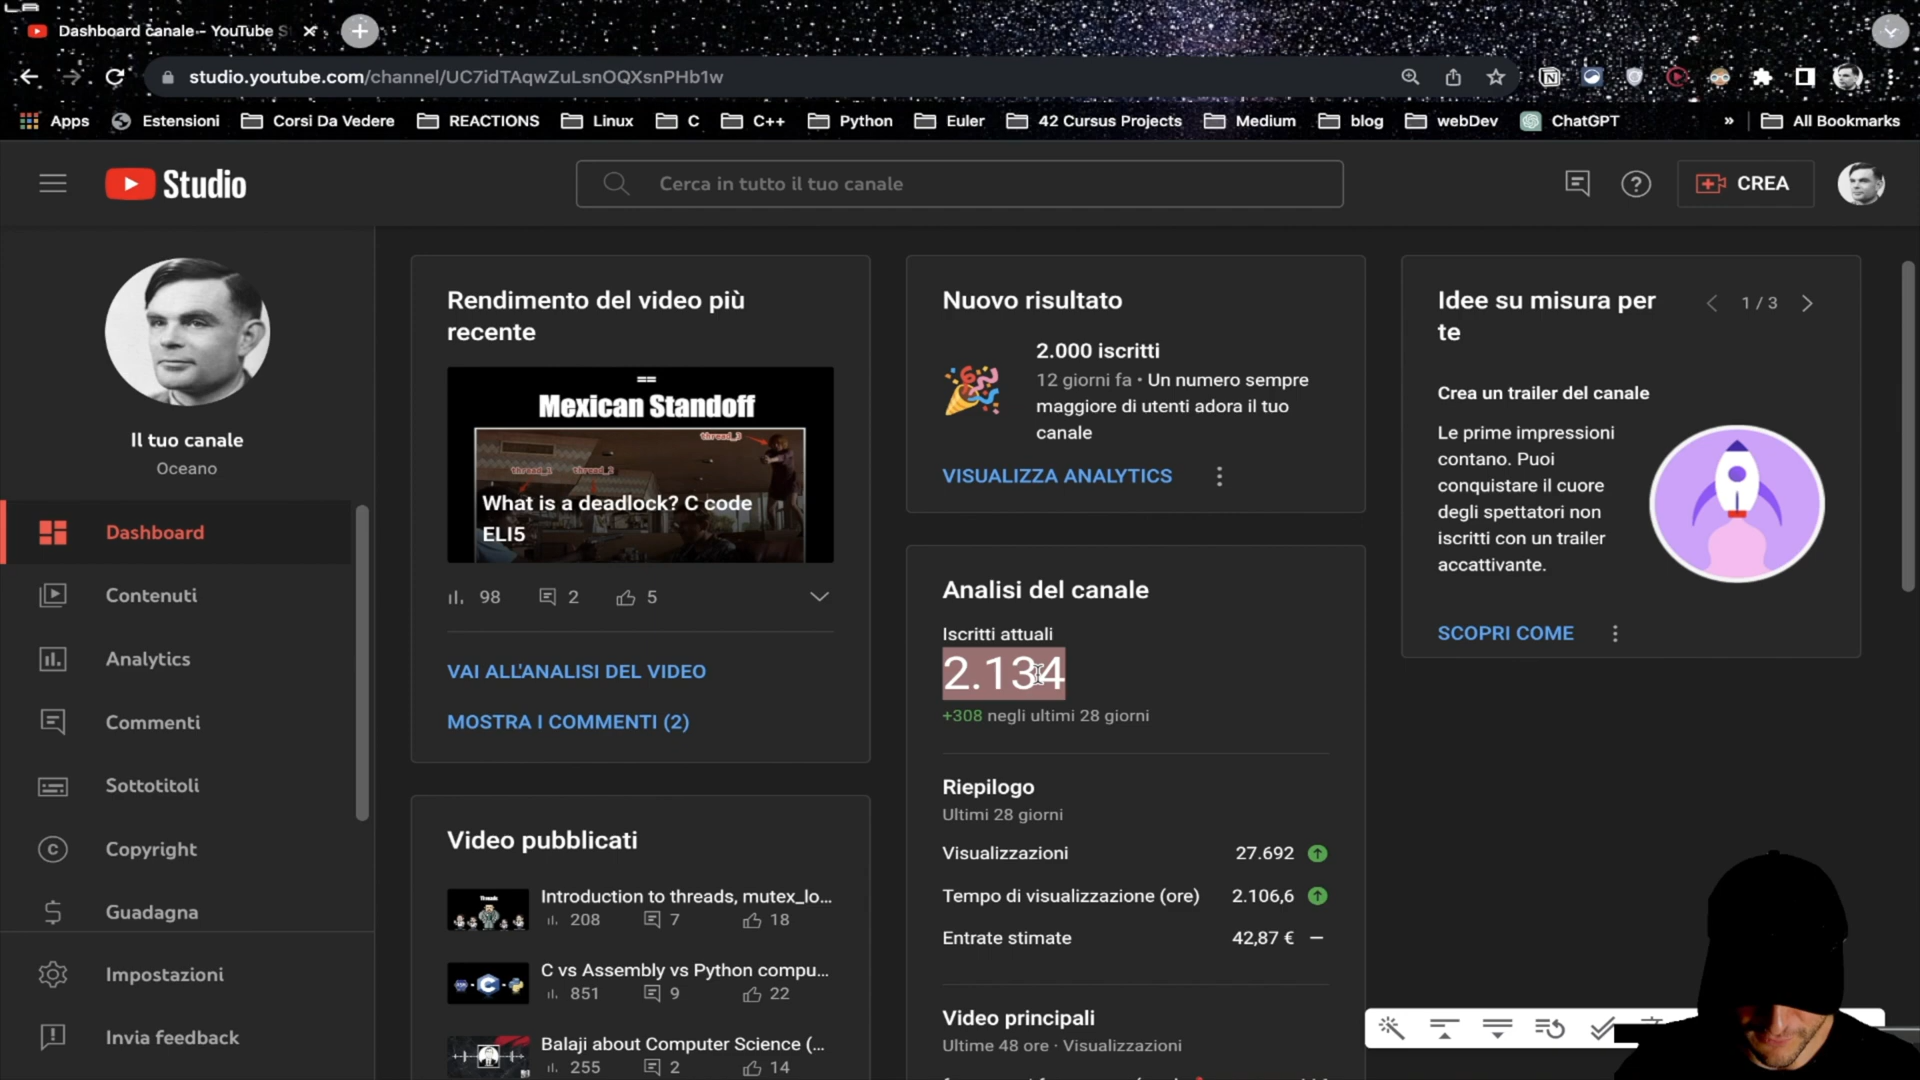 Dashboard canale - YouTube S
studio.youtube.com/channel/UC7idTAqwZuLsnOQXsnPHb1w
Apps
Estensioni
Corsi Da Vedere
REACTIONS
Linux
C
C++
Python
Euler
42 Cursus Projects
Medium
blog
webDev
ChatGPT
»
All Bookmarks
Studio
Cerca in tutto il tuo canale
CREA
Il tuo canale
Oceano
Dashboard
Contenuti
Analytics
Commenti
Sottotitoli
Copyright
Guadagna
Impostazioni
Invia feedback
Rendimento del video più
recente
==
Mexican Standoff
thread_3
thread_1
thread_2
What is a deadlock? C code
ELI5
98
2
5
VAI ALL'ANALISI DEL VIDEO
MOSTRA I COMMENTI (2)
Video pubblicati
Introduction to threads, mutex_lo...
208
7
18
C vs Assembly vs Python compu...
851
9
22
Balaji about Computer Science (...
255
2
14
Nuovo risultato
2.000 iscritti
12 giorni fa • Un numero sempre
maggiore di utenti adora il tuo
canale
VISUALIZZA ANALYTICS
Analisi del canale
Iscritti attuali
2.134
+308 negli ultimi 28 giorni
Riepilogo
Ultimi 28 giorni
Visualizzazioni
27.692
Tempo di visualizzazione (ore)
2.106,6
Entrate stimate
42,87 €
—
Video principali
Ultime 48 ore · Visualizzazioni
Idee su misura per
te
1 / 3
Crea un trailer del canale
Le prime impressioni
contano. Puoi
conquistare il cuore
degli spettatori non
iscritti con un trailer
accattivante.
SCOPRI COME